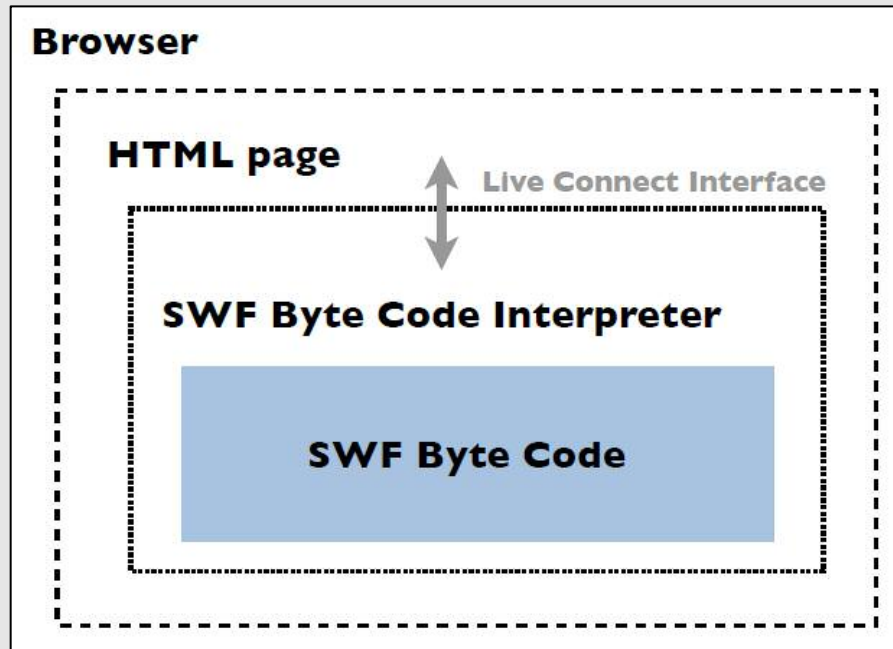 Browser
HTML page
Live Connect Interface
SWF Byte Code Interpreter
SWF Byte Code